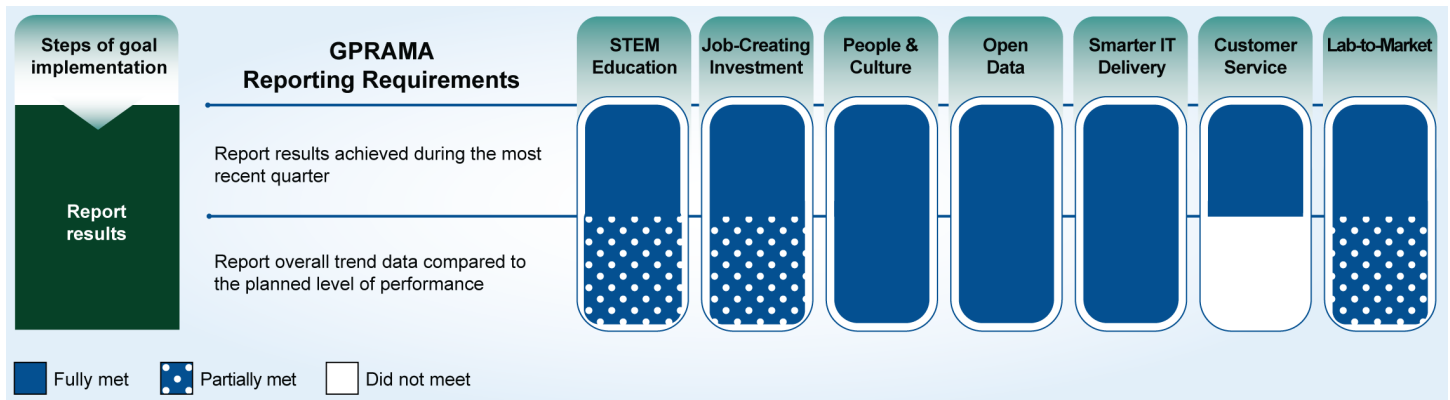 Steps of goal
implementation
GPRAMA
Reporting Requirements
STEM
Education
Job-Creating
Investment
People &
Culture
Open
Data
Smarter IT
Delivery
Customer
Service
Lab-to-Market
Report
results
Report results achieved during the most
recent quarter
Report overall trend data compared to
the planned level of performance
Fully met
Partially met
Did not meet